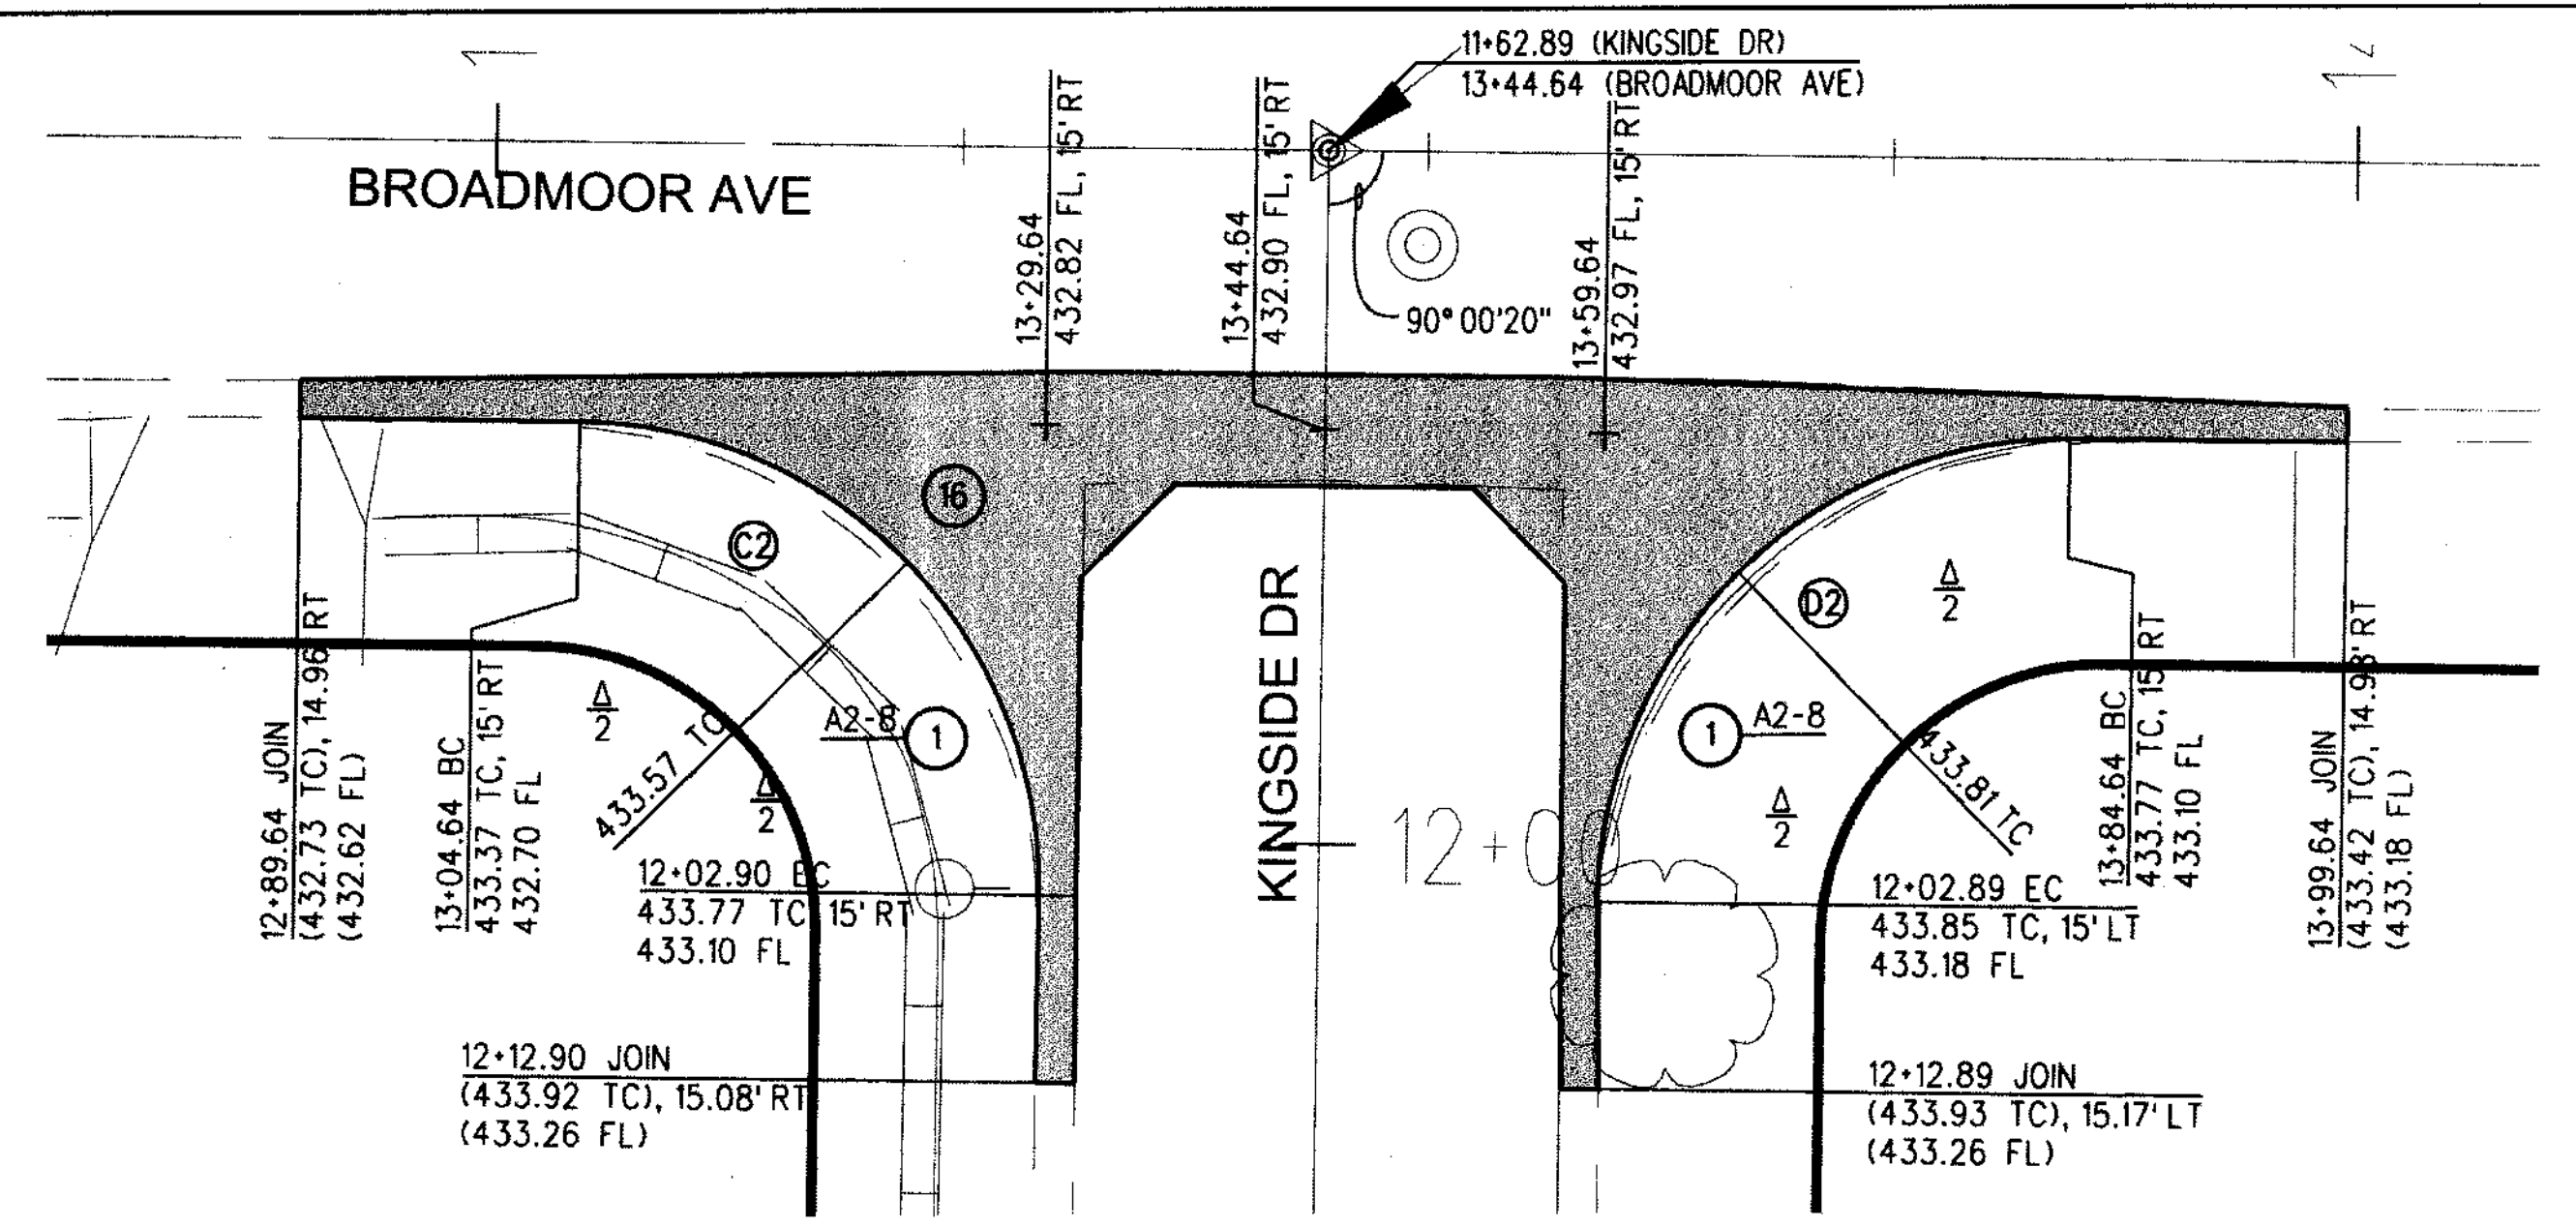 11+62.89 (KINGSIDE DR)
13+44.64 (BROADMOOR AVE)
BROADMOOR AVE
13+29.64
432.82 FL, 15' RT
13+44.64
432.90 FL, 15' RT
13+59.64
432.97 FL, 15' RT
90° 00'20"
16
C2
D2
Δ
2
Δ
2
Δ
2
Δ
2
A2-8
1
1
A2-8
433.57 TC
433.81 TC
KINGSIDE DR
12+00
12+89.64 JOIN
(432.73 TC), 14.96' RT
(432.62 FL)
13+04.64 BC
433.37 TC, 15' RT
432.70 FL
12+02.90 EC
433.77 TC, 15' RT
433.10 FL
12+12.90 JOIN
(433.92 TC), 15.08' RT
(433.26 FL)
12+02.89 EC
433.85 TC, 15' LT
433.18 FL
12+12.89 JOIN
(433.93 TC), 15.17' LT
(433.26 FL)
13+84.64 BC
433.77 TC, 15' RT
433.10 FL
13+99.64 JOIN
(433.42 TC), 14.98' RT
(433.18 FL)